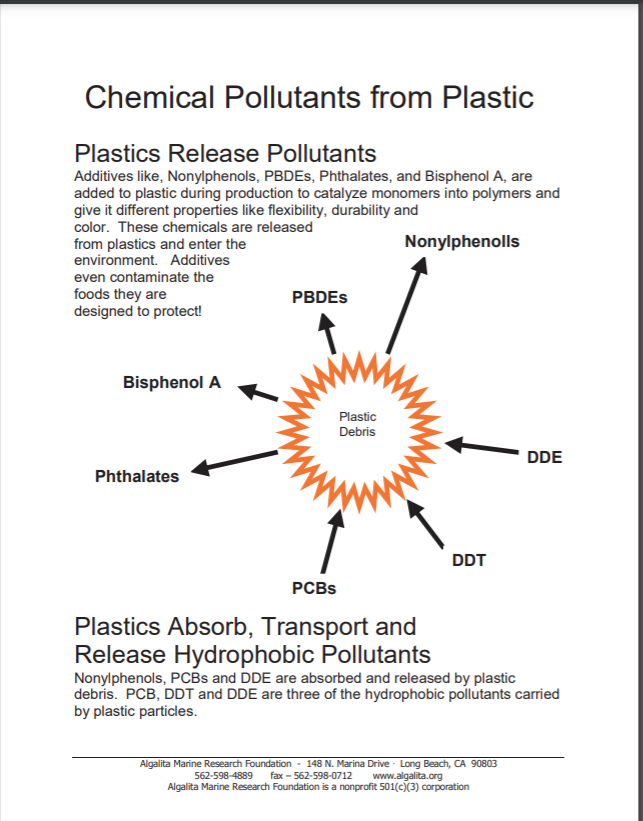 Chemical Pollutants from Plastic
Plastics Release Pollutants
Additives like, Nonylphenols, PBDEs, Phthalates, and Bisphenol A, are
added to plastic during production to catalyze monomers into polymers and
give it different properties like flexibility, durability and
color.  These chemicals are released
from plastics and enter the
environment.   Additives
even contaminate the
foods they are
designed to protect!
Nonylphenolls
PBDEs
Bisphenol A
Plastic
Debris
DDE
Phthalates
DDT
PCBs
Plastics Absorb, Transport and
Release Hydrophobic Pollutants
Nonylphenols, PCBs and DDE are absorbed and released by plastic
debris.  PCB, DDT and DDE are three of the hydrophobic pollutants carried
by plastic particles.
Algalita Marine Research Foundation  -  148 N. Marina Drive ·  Long Beach, CA  90803
562-598-4889      fax – 562-598-0712      www.algalita.org
Algalita Marine Research Foundation is a nonprofit 501(c)(3) corporation